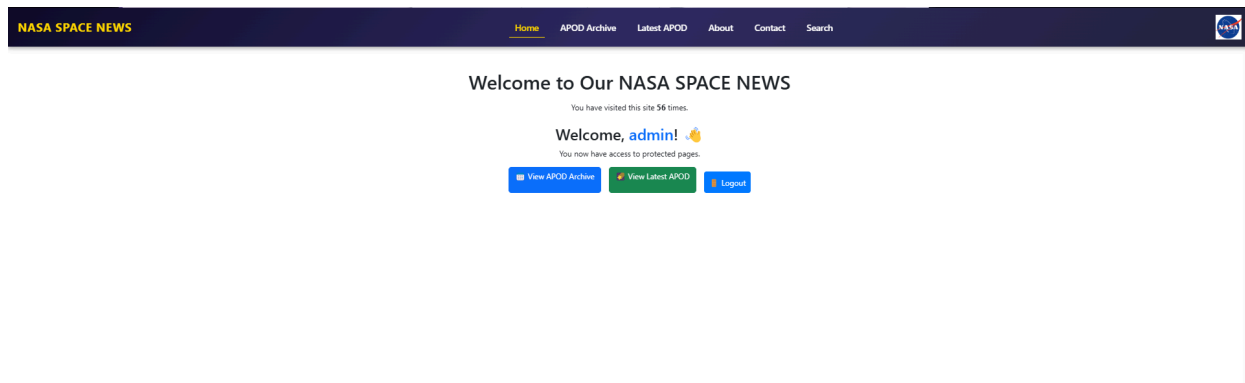 NASA SPACE NEWS
Home APOD Archive Latest APOD About Contact Search
NASA
Welcome to Our NASA SPACE NEWS
You have visited this site 56 times.
Welcome, admin! 👋
You now have access to protected pages.
View APOD Archive View Latest APOD Logout